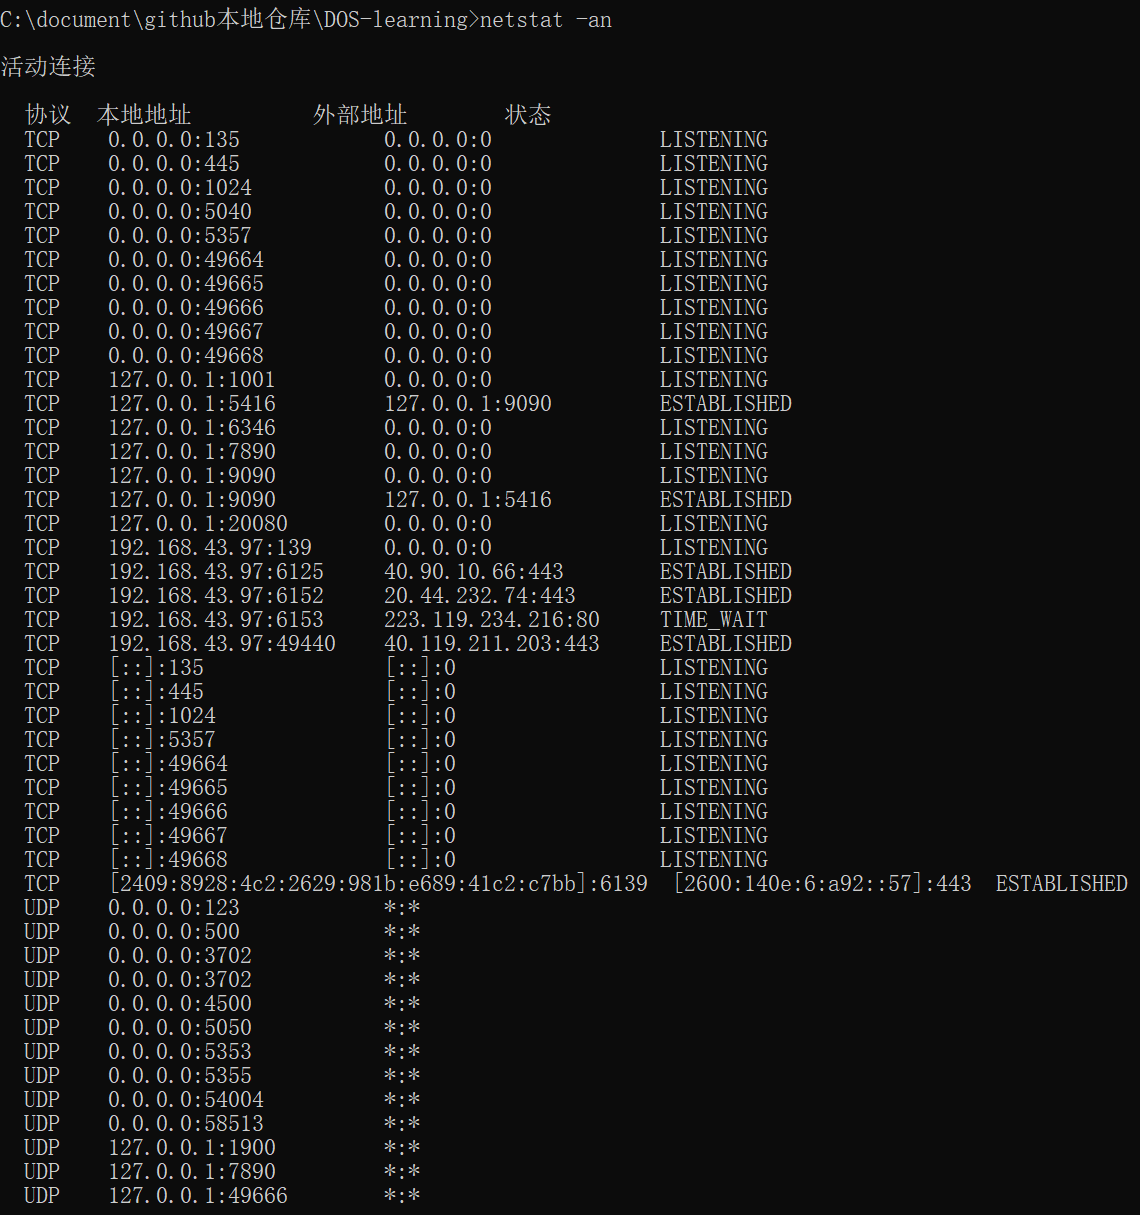 C:\document\github本地仓库\DOS-learning>netstat -an
活动连接
协议 本地地址 外部地址 状态
TCP 0.0.0.0:135 0.0.0.0:0 LISTENING
TCP 0.0.0.0:445 0.0.0.0:0 LISTENING
TCP 0.0.0.0:1024 0.0.0.0:0 LISTENING
TCP 0.0.0.0:5040 0.0.0.0:0 LISTENING
TCP 0.0.0.0:5357 0.0.0.0:0 LISTENING
TCP 0.0.0.0:49664 0.0.0.0:0 LISTENING
TCP 0.0.0.0:49665 0.0.0.0:0 LISTENING
TCP 0.0.0.0:49666 0.0.0.0:0 LISTENING
TCP 0.0.0.0:49667 0.0.0.0:0 LISTENING
TCP 0.0.0.0:49668 0.0.0.0:0 LISTENING
TCP 127.0.0.1:1001 0.0.0.0:0 LISTENING
TCP 127.0.0.1:5416 127.0.0.1:9090 ESTABLISHED
TCP 127.0.0.1:6346 0.0.0.0:0 LISTENING
TCP 127.0.0.1:7890 0.0.0.0:0 LISTENING
TCP 127.0.0.1:9090 0.0.0.0:0 LISTENING
TCP 127.0.0.1:9090 127.0.0.1:5416 ESTABLISHED
TCP 127.0.0.1:20080 0.0.0.0:0 LISTENING
TCP 192.168.43.97:139 0.0.0.0:0 LISTENING
TCP 192.168.43.97:6125 40.90.10.66:443 ESTABLISHED
TCP 192.168.43.97:6152 20.44.232.74:443 ESTABLISHED
TCP 192.168.43.97:6153 223.119.234.216:80 TIME_WAIT
TCP 192.168.43.97:49440 40.119.211.203:443 ESTABLISHED
TCP [::]:135 [::]:0 LISTENING
TCP [::]:445 [::]:0 LISTENING
TCP [::]:1024 [::]:0 LISTENING
TCP [::]:5357 [::]:0 LISTENING
TCP [::]:49664 [::]:0 LISTENING
TCP [::]:49665 [::]:0 LISTENING
TCP [::]:49666 [::]:0 LISTENING
TCP [::]:49667 [::]:0 LISTENING
TCP [::]:49668 [::]:0 LISTENING
TCP [2409:8928:4c2:2629:981b:e689:41c2:c7bb]:6139 [2600:140e:6:a92::57]:443 ESTABLISHED
UDP 0.0.0.0:123 *:*
UDP 0.0.0.0:500 *:*
UDP 0.0.0.0:3702 *:*
UDP 0.0.0.0:3702 *:*
UDP 0.0.0.0:4500 *:*
UDP 0.0.0.0:5050 *:*
UDP 0.0.0.0:5353 *:*
UDP 0.0.0.0:5355 *:*
UDP 0.0.0.0:54004 *:*
UDP 0.0.0.0:58513 *:*
UDP 127.0.0.1:1900 *:*
UDP 127.0.0.1:7890 *:*
UDP 127.0.0.1:49666 *:*